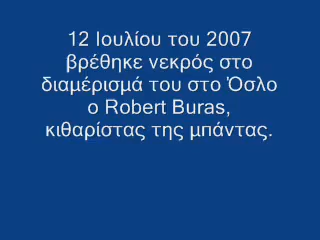 12 Ιουλίου του 2007
βρέθηκε νεκρός στο
διαμέρισμά του στο Όσλο
ο Robert Buras,
κιθαρίστας της μπάντας.